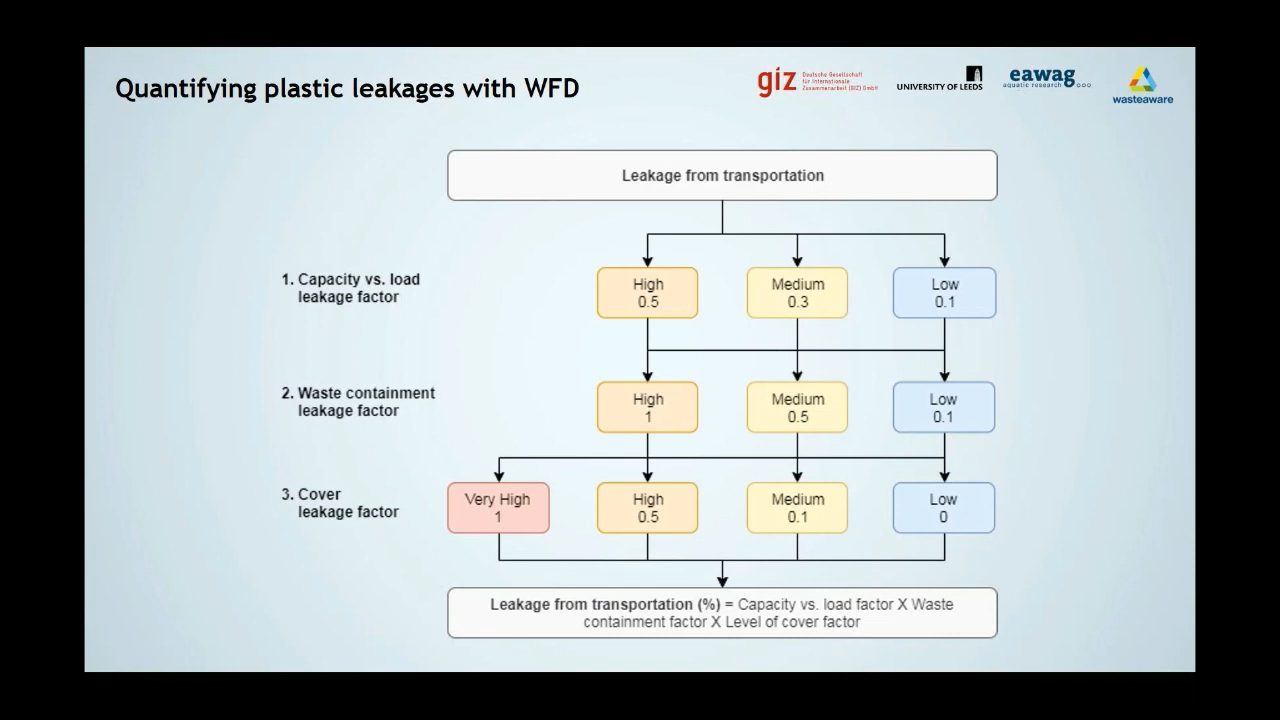 Quantifying plastic leakages with WFD
giz Deutsche Gesellschaft
für Internationale
Zusammenarbeit (GIZ) GmbH
UNIVERSITY OF LEEDS
eawag
aquatic research
wasteaware
Leakage from transportation
1. Capacity vs. load
leakage factor
High
0.5
Medium
0.3
Low
0.1
2. Waste containment
leakage factor
High
1
Medium
0.5
Low
0.1
3. Cover
leakage factor
Very High
1
High
0.5
Medium
0.1
Low
0
Leakage from transportation (%) = Capacity vs. load factor X Waste
containment factor X Level of cover factor